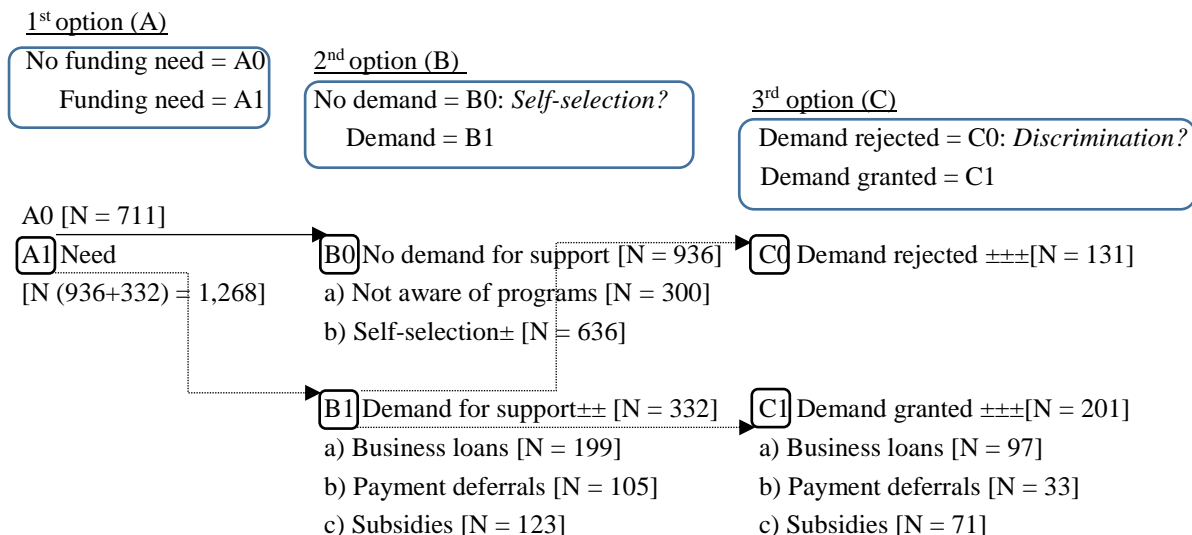 1st option (A)
No funding need = A0
Funding need = A1
2nd option (B)
No demand = B0: Self-selection?
Demand = B1
3rd option (C)
Demand rejected = C0: Discrimination?
Demand granted = C1
A0 [N = 711]
A1 Need
[N (936+332) = 1,268]
B0 No demand for support [N = 936]
a) Not aware of programs [N = 300]
b) Self-selection± [N = 636]
C0 Demand rejected ±±±[N = 131]
B1 Demand for support±± [N = 332]
a) Business loans [N = 199]
b) Payment deferrals [N = 105]
c) Subsidies [N = 123]
C1 Demand granted ±±±[N = 201]
a) Business loans [N = 97]
b) Payment deferrals [N = 33]
c) Subsidies [N = 71]